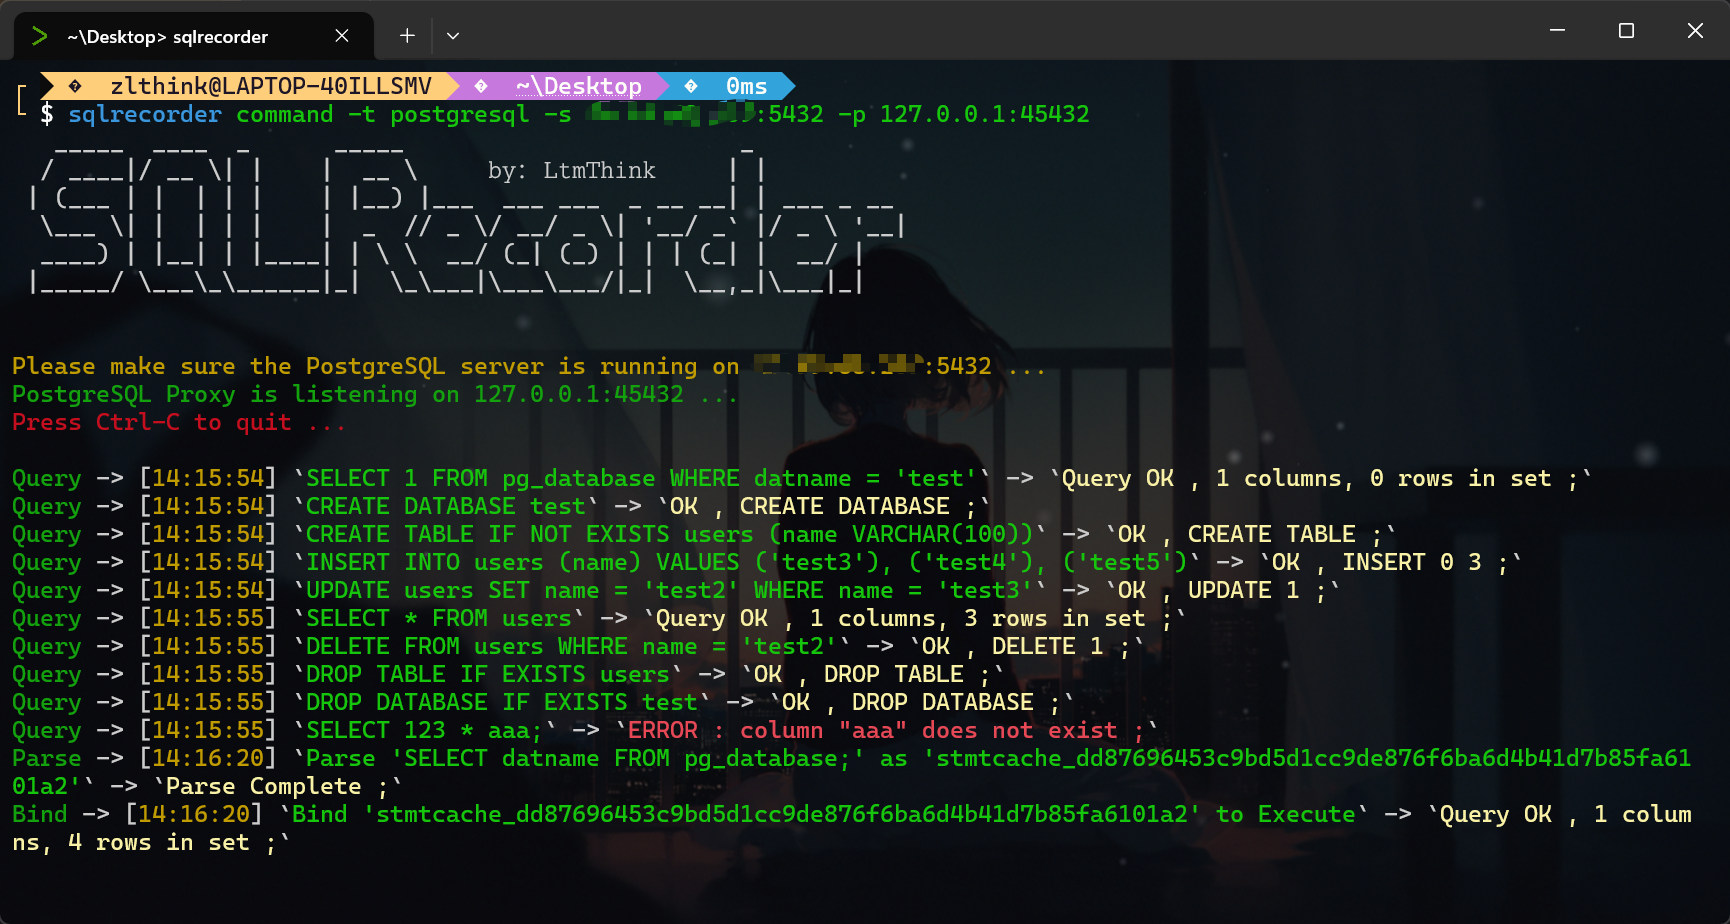 ~\Desktop> sqlrecorder
zlthink@LAPTOP-40ILLSMV ~\Desktop 0ms
$ sqlrecorder command -t postgresql -s :5432 -p 127.0.0.1:45432
SQLRecorder
by: LtmThink
Please make sure the PostgreSQL server is running on :5432 ...
PostgreSQL Proxy is listening on 127.0.0.1:45432 ...
Press Ctrl-C to quit ...
Query -> [14:15:54] `SELECT 1 FROM pg_database WHERE datname = 'test'` -> `Query OK , 1 columns, 0 rows in set ;`
Query -> [14:15:54] `CREATE DATABASE test` -> `OK , CREATE DATABASE ;`
Query -> [14:15:54] `CREATE TABLE IF NOT EXISTS users (name VARCHAR(100))` -> `OK , CREATE TABLE ;`
Query -> [14:15:54] `INSERT INTO users (name) VALUES ('test3'), ('test4'), ('test5')` -> `OK , INSERT 0 3 ;`
Query -> [14:15:54] `UPDATE users SET name = 'test2' WHERE name = 'test3'` -> `OK , UPDATE 1 ;`
Query -> [14:15:55] `SELECT * FROM users` -> `Query OK , 1 columns, 3 rows in set ;`
Query -> [14:15:55] `DELETE FROM users WHERE name = 'test2'` -> `OK , DELETE 1 ;`
Query -> [14:15:55] `DROP TABLE IF EXISTS users` -> `OK , DROP TABLE ;`
Query -> [14:15:55] `DROP DATABASE IF EXISTS test` -> `OK , DROP DATABASE ;`
Query -> [14:15:55] `SELECT 123 * aaa;` -> `ERROR : column "aaa" does not exist ;`
Parse -> [14:16:20] `Parse 'SELECT datname FROM pg_database;' as 'stmtcache_dd87696453c9bd5d1cc9de876f6ba6d4b41d7b85fa61
01a2'` -> `Parse Complete ;`
Bind -> [14:16:20] `Bind 'stmtcache_dd87696453c9bd5d1cc9de876f6ba6d4b41d7b85fa6101a2' to Execute` -> `Query OK , 1 colum
ns, 4 rows in set ;`